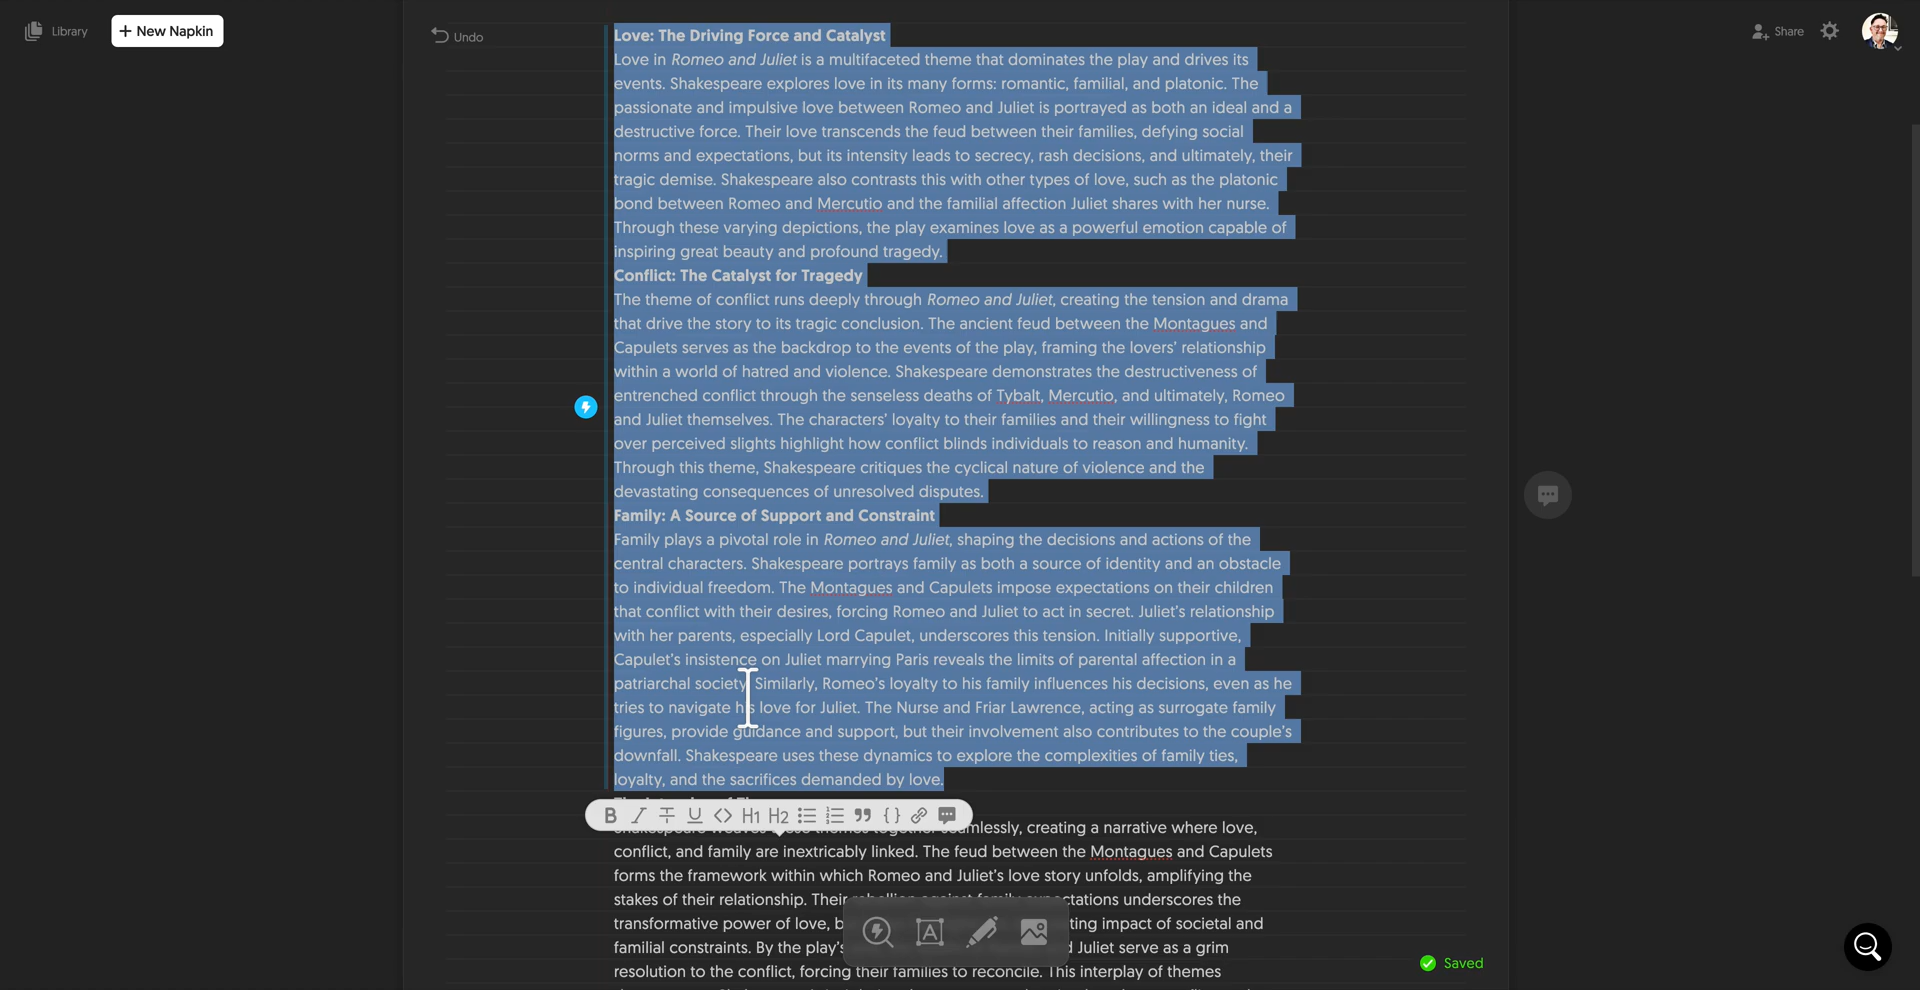 Library
+ New Napkin
Undo
Share
Love: The Driving Force and Catalyst
Love in Romeo and Juliet is a multifaceted theme that dominates the play and drives its
events. Shakespeare explores love in its many forms: romantic, familial, and platonic. The
passionate and impulsive love between Romeo and Juliet is portrayed as both an ideal and a
destructive force. Their love transcends the feud between their families, defying social
norms and expectations, but its intensity leads to secrecy, rash decisions, and ultimately, their
tragic demise. Shakespeare also contrasts this with other types of love, such as the platonic
bond between Romeo and Mercutio and the familial affection Juliet shares with her nurse.
Through these varying depictions, the play examines love as a powerful emotion capable of
inspiring great beauty and profound tragedy.
Conflict: The Catalyst for Tragedy
The theme of conflict runs deeply through Romeo and Juliet, creating the tension and drama
that drive the story to its tragic conclusion. The ancient feud between the Montagues and
Capulets serves as the backdrop to the events of the play, framing the lovers' relationship
within a world of hatred and violence. Shakespeare demonstrates the destructiveness of
entrenched conflict through the senseless deaths of Tybalt, Mercutio, and ultimately, Romeo
and Juliet themselves. The characters' loyalty to their families and their willingness to fight
over perceived slights highlight how conflict blinds individuals to reason and humanity.
Through this theme, Shakespeare critiques the cyclical nature of violence and the
devastating consequences of unresolved disputes.
Family: A Source of Support and Constraint
Family plays a pivotal role in Romeo and Juliet, shaping the decisions and actions of the
central characters. Shakespeare portrays family as both a source of identity and an obstacle
to individual freedom. The Montagues and Capulets impose expectations on their children
that conflict with their desires, forcing Romeo and Juliet to act in secret. Juliet's relationship
with her parents, especially Lord Capulet, underscores this tension. Initially supportive,
Capulet's insistence on Juliet marrying Paris reveals the limits of parental affection in a
patriarchal society. Similarly, Romeo's loyalty to his family influences his decisions, even as he
tries to navigate his love for Juliet. The Nurse and Friar Lawrence, acting as surrogate family
figures, provide guidance and support, but their involvement also contributes to the couple's
downfall. Shakespeare uses these dynamics to explore the complexities of family ties,
loyalty, and the sacrifices demanded by love.
B I T U <> H1 H2 { }
Shakespeare weaves these themes together seamlessly, creating a narrative where love,
conflict, and family are inextricably linked. The feud between the Montagues and Capulets
forms the framework within which Romeo and Juliet's love story unfolds, amplifying the
stakes of their relationship. Their rebellion against family expectations underscores the
transformative power of love, ting impact of societal and
familial constraints. By the play's Juliet serve as a grim
resolution to the conflict, forcing their families to reconcile. This interplay of themes
A
Saved